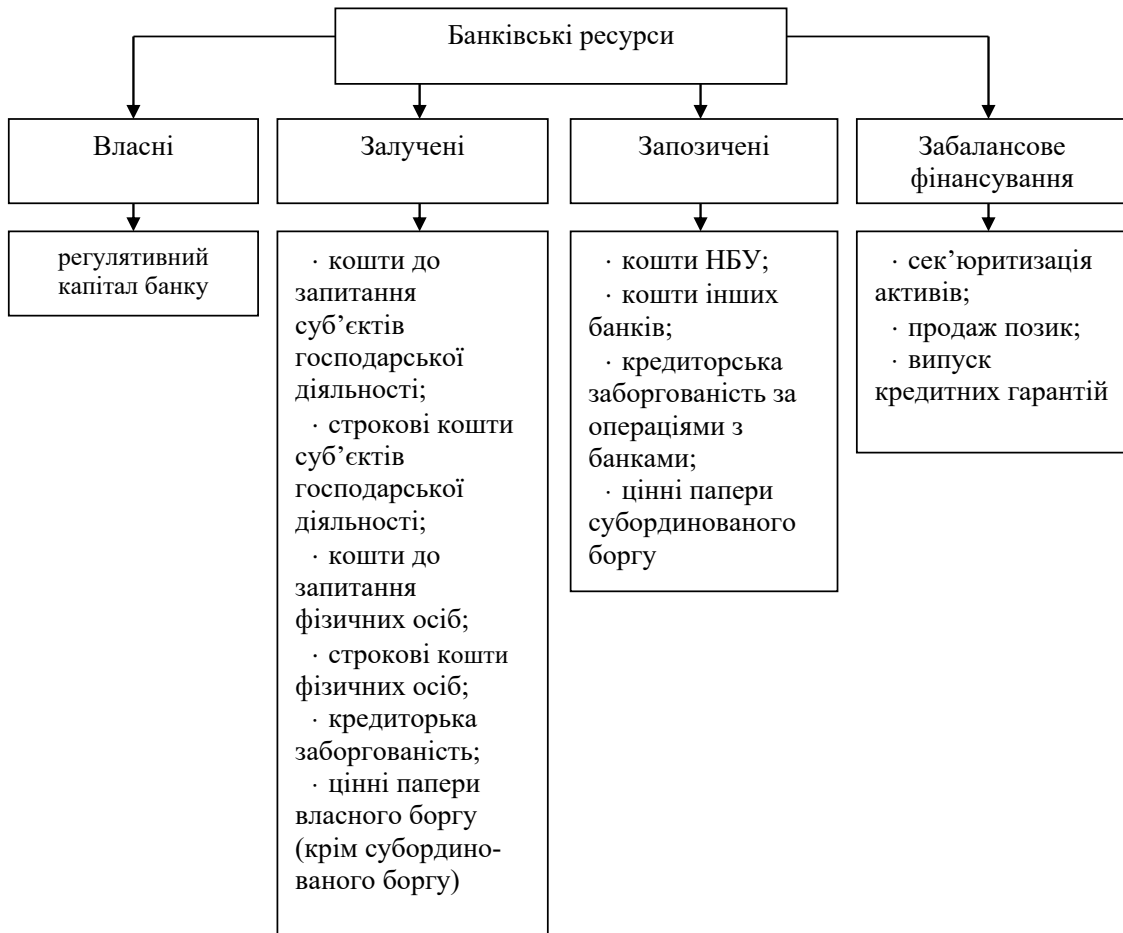 Банківські ресурси
Власні
Залучені
Запозичені
Забалансове
фінансування
регулятивний
капітал банку
· кошти до
запитання
суб’єктів
господарської
діяльності;
· строкові кошти
суб’єктів
господарської
діяльності;
· кошти до
запитання
фізичних осіб;
· строкові кошти
фізичних осіб;
· кредиторька
заборгованість;
· цінні папери
власного боргу
(крім субордино-
ваного боргу)
· кошти НБУ;
· кошти інших
банків;
· кредиторська
заборгованість за
операціями з
банками;
· цінні папери
субординованого
боргу
· сек’юритизація
активів;
· продаж позик;
· випуск
кредитних гарантій